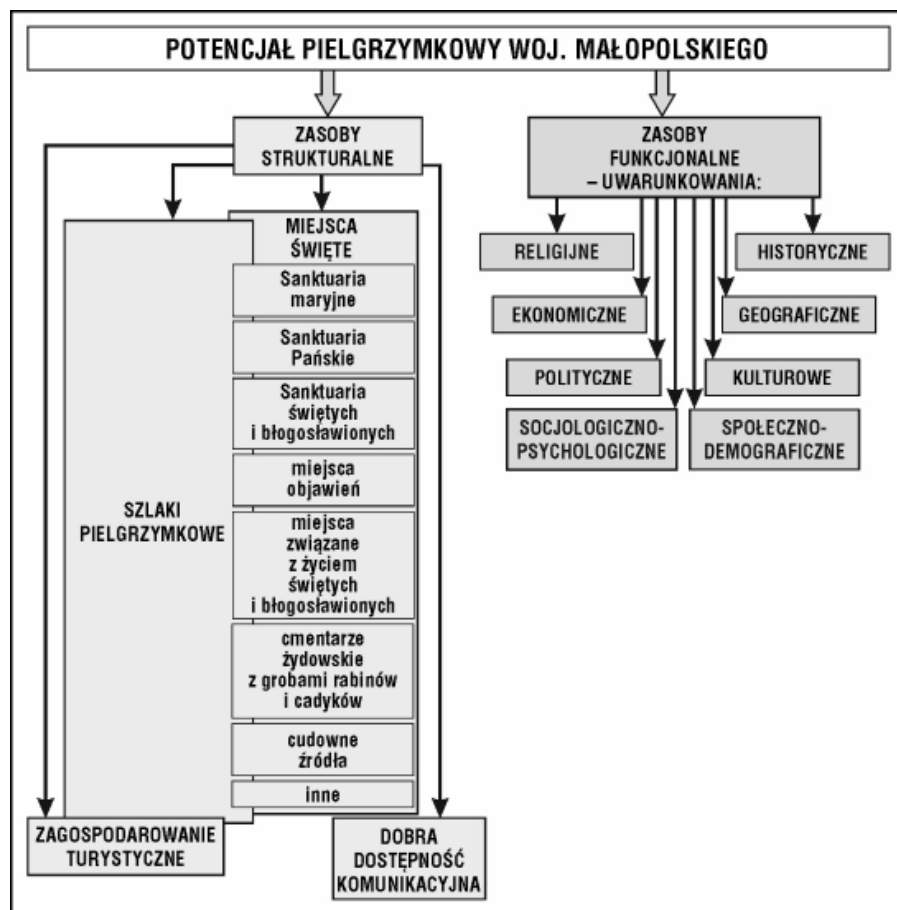 POTENCJAŁ PIELGRZYMKOWY WOJ. MAŁOPOLSKIEGO
ZASOBY
STRUKTURALNE
SZLAKI
PIELGRZYMKOWE
MIEJSCA
ŚWIĘTE
Sanktuaria
maryjne
Sanktuaria
Pańskie
Sanktuaria
świętych
i błogosławionych
miejsca
objawień
miejsca
związane
z życiem
świętych
i błogosławionych
cmentarze
żydowskie
z grobami rabinów
i cadyków
cudowne
źródła
inne
ZAGOSPODAROWANIE
TURYSTYCZNE
DOBRA
DOSTĘPNOŚĆ
KOMUNIKACYJNA
ZASOBY
FUNKCJONALNE
– UWARUNKOWANIA:
RELIGIJNE
HISTORYCZNE
EKONOMICZNE
GEOGRAFICZNE
POLITYCZNE
KULTUROWE
SOCJOLOGICZNO-
PSYCHOLOGICZNE
SPOŁECZNO-
DEMOGRAFICZNE